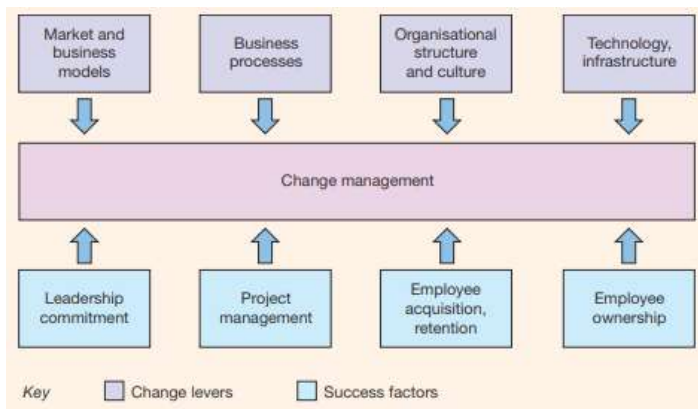 Market and
business
models
Business
processes
Organisational
structure
and culture
Technology,
infrastructure
Change management
Leadership
commitment
Project
management
Employee
acquisition,
retention
Employee
ownership
Key
Change levers
Success factors